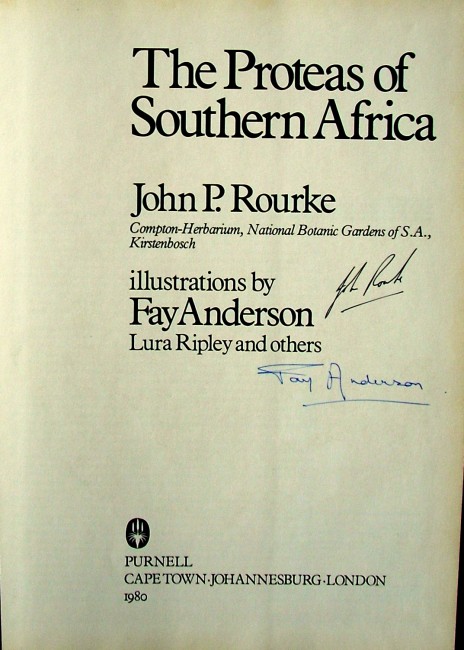 The Proteas of
Southern Africa
John P. Rourke
Compton-Herbarium, National Botanic Gardens of S.A.,
Kirstenbosch
John Rourke
illustrations by
Fay Anderson
Lura Ripley and others
Fay Anderson
PURNELL
CAPE TOWN·JOHANNESBURG·LONDON
1980